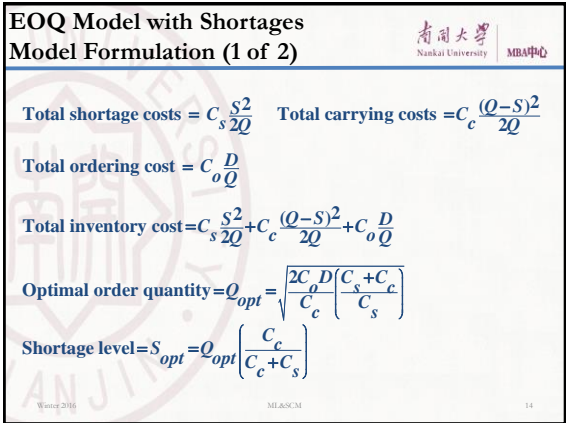 EOQ Model with Shortages
Model Formulation (1 of 2)
南开大学
Nankai University
MBA中心
Total shortage costs = C_s S^2/2Q Total carrying costs =C_c (Q−S)^2/2Q
Total ordering cost = C_o D/Q
Total inventory cost=C_s S^2/2Q+C_c (Q−S)^2/2Q+C_o D/Q
Optimal order quantity=Q_opt=√(2C_oD/C_c ((C_s+C_c)/C_s))
Shortage level=S_opt=Q_opt(C_c/(C_c+C_s))
Winter 2016
ML&SCM
14